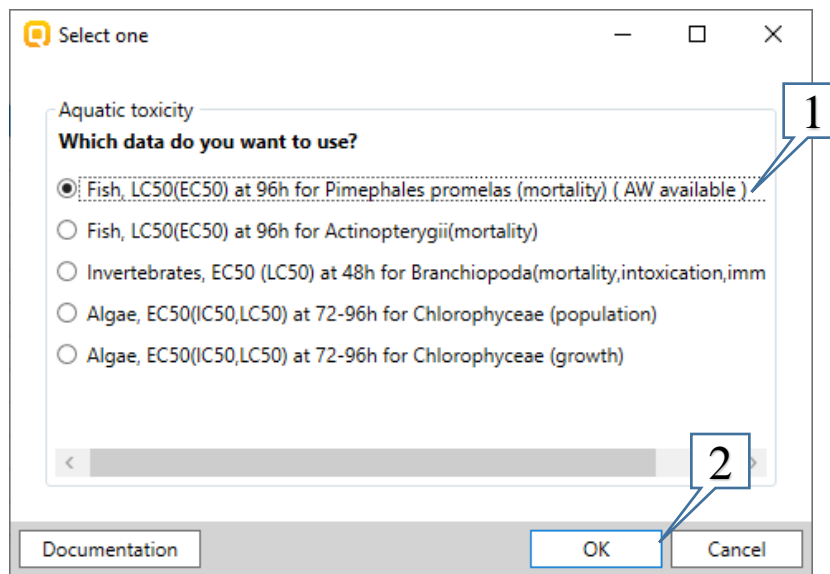 Select one
Aquatic toxicity
1
Which data do you want to use?
Fish, LC50(EC50) at 96h for Pimephales promelas (mortality) ( AW available )
Fish, LC50(EC50) at 96h for Actinopterygii(mortality)
Invertebrates, EC50 (LC50) at 48h for Branchiopoda(mortality,intoxication,imm
Algae, EC50(IC50,LC50) at 72-96h for Chlorophyceae (population)
Algae, EC50(IC50,LC50) at 72-96h for Chlorophyceae (growth)
2
Documentation
OK
Cancel